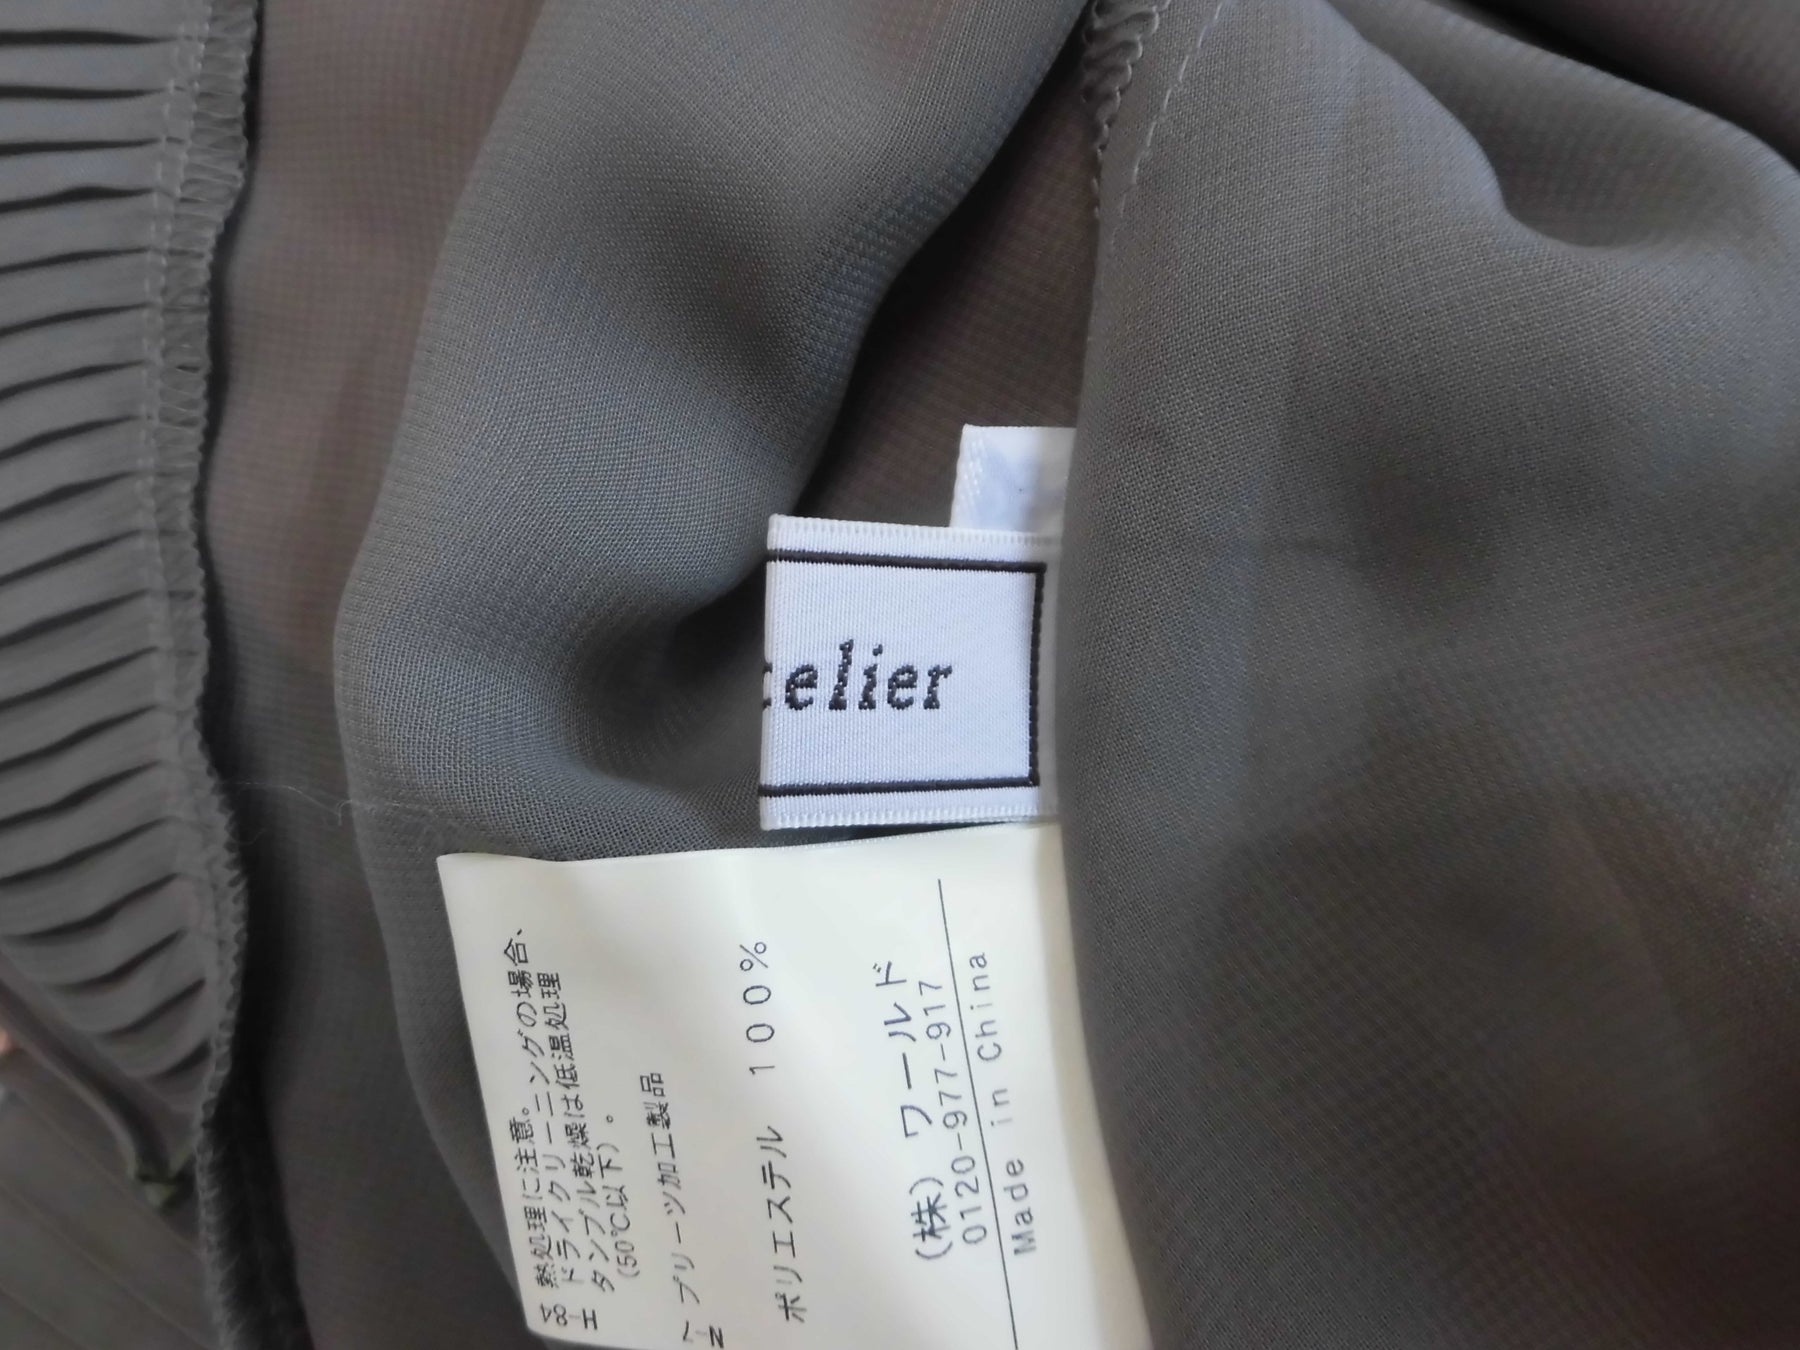 elier
熱処理に注意。
ドライクリーニングの場合、
タンブル乾燥は低温処理
(50℃以下)。
プリーツ加工製品
ポリエステル 100%
(株) ワールド
0120-977-917
Made in China